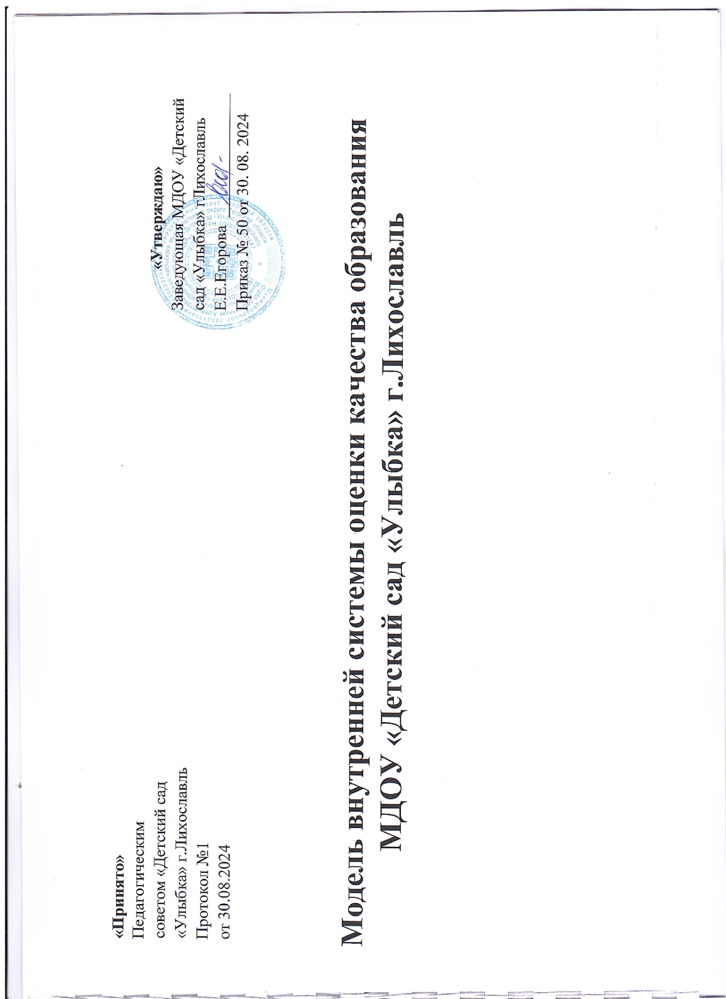 «Принято»
Педагогическим
советом «Детский сад
«Улыбка» г.Лихославль
Протокол №1
от 30.08.2024
«Утверждаю»
Заведующая МДОУ «Детский
сад «Улыбка» гЛихославль
Е.Е.Егорова
Приказ № 50 от 30. 08. 2024
Модель внутренней системы оценки качества образования
МДОУ «Детский сад «Улыбка» г.Лихославль